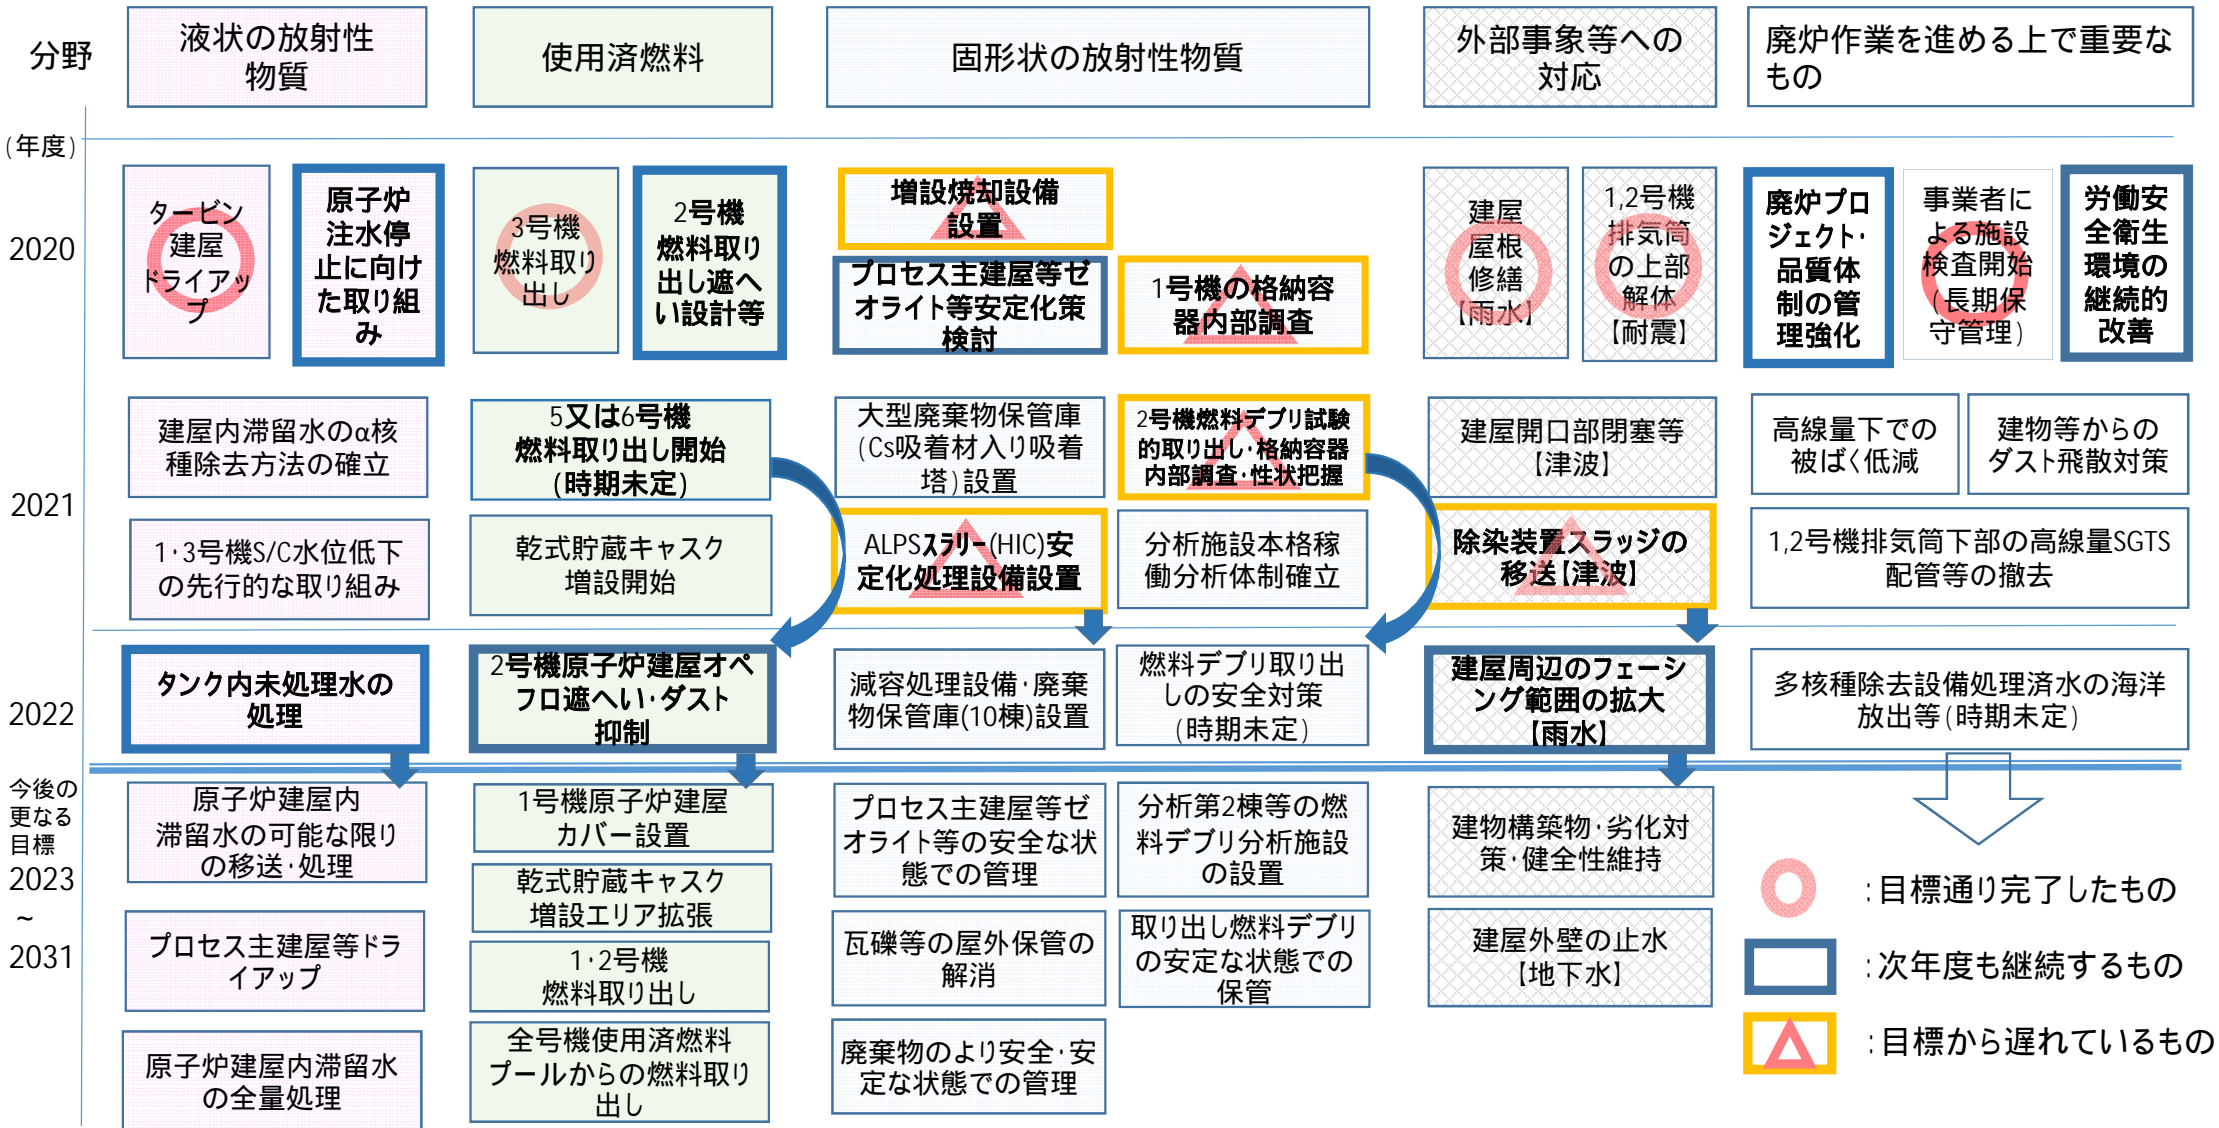 分野
液状の放射性
物質
使用済燃料
固形状の放射性物質
外部事象等への
対応
廃炉作業を進める上で重要な
もの
(年度)
2020
タービン
建屋
ドライアッ
プ
原子炉
注水停
止に向け
た取り組
み
3号機
燃料取り
出し
2号機
燃料取り
出し遮へ
い設計等
増設焼却設備
設置
プロセス主建屋等ゼ
オライト等安定化策
検討
1号機の格納容
器内部調査
建屋
屋根
修繕
【雨水】
1,2号機
排気筒
の上部
解体
【耐震】
廃炉プロ
ジェクト・
品質体
制の管
理強化
事業者に
よる施設
検査開始
(長期保
守管理)
労働安
全衛生
環境の
継続的
改善
2021
建屋内滞留水のα核
種除去方法の確立
1・3号機S/C水位低下
の先行的な取り組み
5又は6号機
燃料取り出し開始
(時期未定)
乾式貯蔵キャスク
増設開始
大型廃棄物保管庫
(Cs吸着材入り吸着
塔)設置
ALPSスラリー(HIC)安
定化処理設備設置
2号機燃料デブリ試験
的取り出し・格納容器
内部調査・性状把握
分析施設本格稼
働分析体制確立
建屋開口部閉塞等
【津波】
除染装置スラッジの
移送【津波】
高線量下での
被ばく低減
建物等からの
ダスト飛散対策
1,2号機排気筒下部の高線量SGTS
配管等の撤去
2022
タンク内未処理水の
処理
2号機原子炉建屋オペ
フロ遮へい・ダスト
抑制
減容処理設備・廃棄
物保管庫(10棟)設置
燃料デブリ取り出
しの安全対策
(時期未定)
建屋周辺のフェーシ
ング範囲の拡大
【雨水】
多核種除去設備処理済水の海洋
放出等(時期未定)
今後の
更なる
目標
2023
～
2031
原子炉建屋内
滞留水の可能な限り
の移送・処理
プロセス主建屋等ドラ
イアップ
原子炉建屋内滞留水
の全量処理
1号機原子炉建屋
カバー設置
乾式貯蔵キャスク
増設エリア拡張
1・2号機
燃料取り出し
全号機使用済燃料
プールからの燃料取り
出し
プロセス主建屋等ゼ
オライト等の安全な状
態での管理
瓦礫等の屋外保管の
解消
廃棄物のより安全・安
定な状態での管理
分析第2棟等の燃
料デブリ分析施設
の設置
取り出し燃料デブリ
の安定な状態での
保管
建物構築物・劣化対
策・健全性維持
建屋外壁の止水
【地下水】
:目標通り完了したもの
:次年度も継続するもの
:目標から遅れているもの